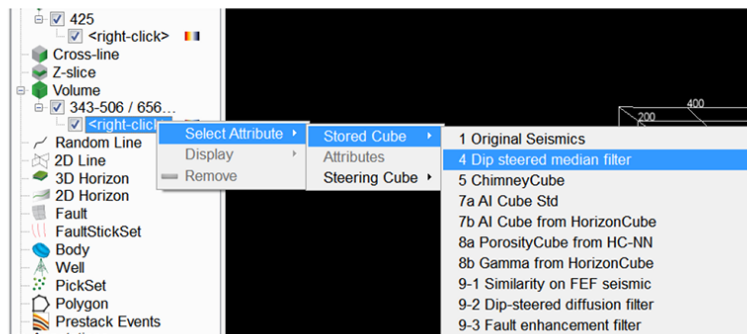 425
<right-click>
Cross-line
Z-slice
Volume
343-506 / 656...
<right-click>
Random Line
2D Line
3D Horizon
2D Horizon
Fault
FaultStickSet
Body
Well
PickSet
Polygon
Prestack Events
Select Attribute
Display
Remove
Stored Cube
Attributes
Steering Cube
1 Original Seismics
4 Dip steered median filter
5 ChimneyCube
7a AI Cube Std
7b AI Cube from HorizonCube
8a PorosityCube from HC-NN
8b Gamma from HorizonCube
9-1 Similarity on FEF seismic
9-2 Dip-steered diffusion filter
9-3 Fault enhancement filter
400
200